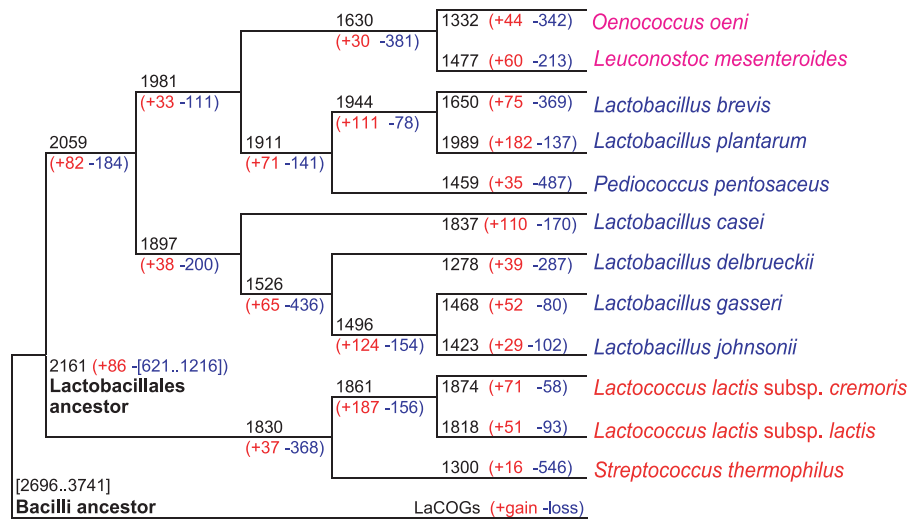 1630
(+30 -381)
1332 (+44 -342) Oenococcus oeni
1477 (+60 -213) Leuconostoc mesenteroides
1981
(+33 -111)
1944
(+111 -78)
1650 (+75 -369) Lactobacillus brevis
1989 (+182 -137) Lactobacillus plantarum
2059
(+82 -184)
1911
(+71 -141)
1459 (+35 -487) Pediococcus pentosaceus
1837 (+110 -170) Lactobacillus casei
1897
(+38 -200)
1278 (+39 -287) Lactobacillus delbrueckii
1526
(+65 -436)
1468 (+52 -80) Lactobacillus gasseri
1496
(+124 -154)
1423 (+29 -102) Lactobacillus johnsonii
2161 (+86 -[621..1216])
Lactobacillales
ancestor
1861
(+187 -156)
1874 (+71 -58) Lactococcus lactis subsp. cremoris
1830
(+37 -368)
1818 (+51 -93) Lactococcus lactis subsp. lactis
1300 (+16 -546) Streptococcus thermophilus
[2696..3741]
Bacilli ancestor
LaCOGs (+gain -loss)